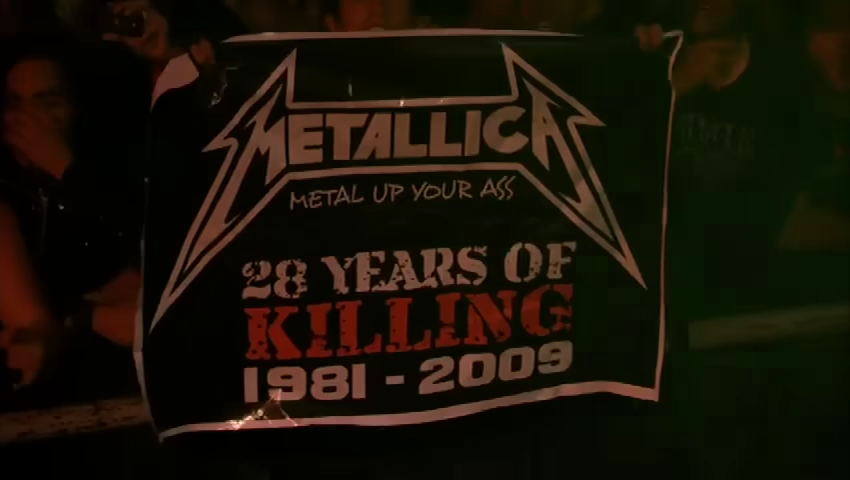 METALLICA
METAL UP YOUR ASS
28 YEARS OF
KILLING
1981 - 2009